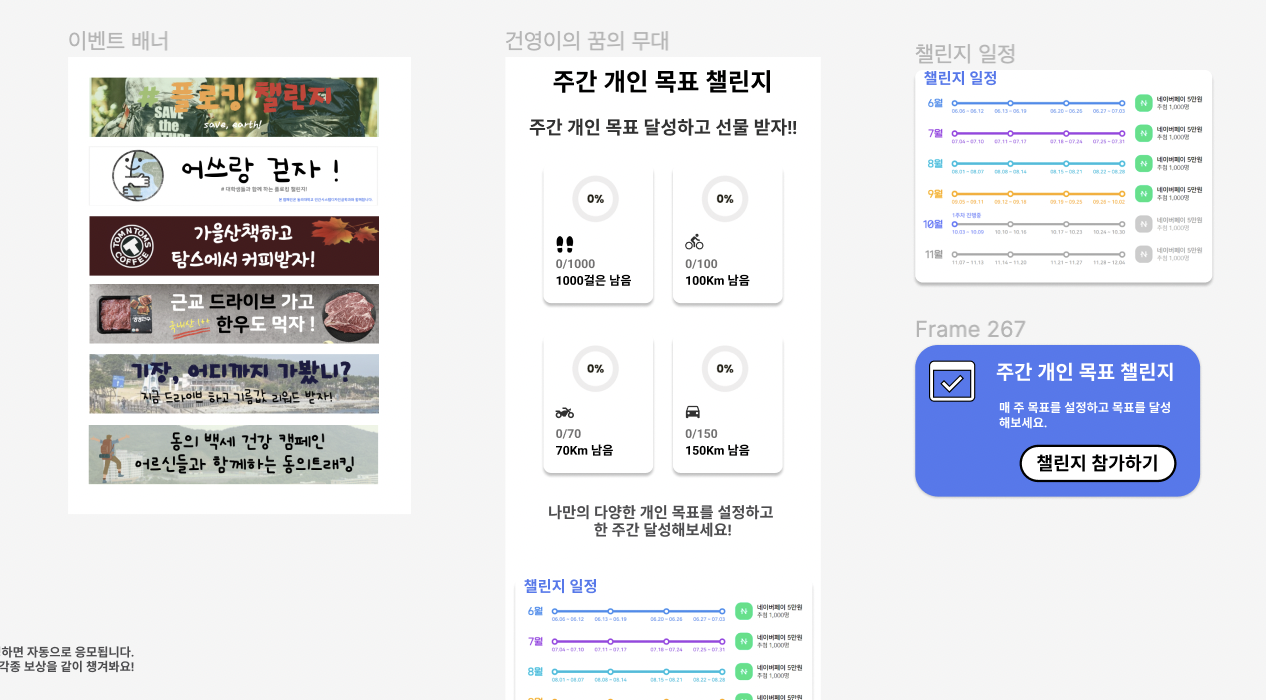 이벤트 배너
# 플로킹 챌린지
SAVE
the
save, earth!
어쓰랑 걷자 !
# 대학생들과 함께 하는 플로킹 챌린지!
TOM N TOMS
COFFEE
가을산책하고
탐스에서 커피받자!
근교 드라이브 가고
국내산 1++
한우도 먹자 !
기장, 어디까지 가봤니?
지금 드라이브 하고 기름값 리워드 받자!
동의 백세 건강 캠페인
어르신들과 함께하는 동의트래킹
하면 자동으로 응모됩니다.
각종 보상을 같이 챙겨봐요!
건영이의 꿈의 무대
주간 개인 목표 챌린지
주간 개인 목표 달성하고 선물 받자!!
0%
0/1000
1000걸은 남음
0%
0/100
100Km 남음
0%
0/70
70Km 남음
0%
0/150
150Km 남음
나만의 다양한 개인 목표를 설정하고
한 주간 달성해보세요!
챌린지 일정
6월 06.06 ~ 06.12 06.13 ~ 06.19 06.20 ~ 06.26 06.27 ~ 07.03 N 네이버페이 5만원
추첨 1,000명
7월 07.04 ~ 07.10 07.11 ~ 07.17 07.18 ~ 07.24 07.25 ~ 07.31 N 네이버페이 5만원
추첨 1,000명
8월 08.01 ~ 08.07 08.08 ~ 08.14 08.15 ~ 08.21 08.22 ~ 08.28 N 네이버페이 5만원
추첨 1,000명
네이버페이 5만원
챌린지 일정
챌린지 일정
6월 06.06 ~ 06.12 06.13 ~ 06.19 06.20 ~ 06.26 06.27 ~ 07.03 N 네이버페이 5만원
추첨 1,000명
7월 07.04 ~ 07.10 07.11 ~ 07.17 07.18 ~ 07.24 07.25 ~ 07.31 N 네이버페이 5만원
추첨 1,000명
8월 08.01 ~ 08.07 08.08 ~ 08.14 08.15 ~ 08.21 08.22 ~ 08.28 N 네이버페이 5만원
추첨 1,000명
9월 09.05 ~ 09.11 09.12 ~ 09.18 09.19 ~ 09.25 09.26 ~ 10.02 N 네이버페이 5만원
추첨 1,000명
1주차 진행중
10월 10.03 ~ 10.09 10.10 ~ 10.16 10.17 ~ 10.23 10.24 ~ 10.30 N 네이버페이 5만원
추첨 1,000명
11월 11.07 ~ 11.13 11.14 ~ 11.20 11.21 ~ 11.27 11.28 ~ 12.04 N 네이버페이 5만원
추첨 1,000명
Frame 267
주간 개인 목표 챌린지
매 주 목표를 설정하고 목표를 달성
해보세요.
챌린지 참가하기